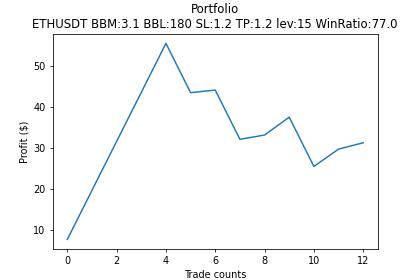 Portfolio
ETHUSDT BBM:3.1 BBL:180 SL:1.2 TP:1.2 lev:15 WinRatio:77.0
50
40
30
20
10
Profit ($)
0 2 4 6 8 10 12
Trade counts